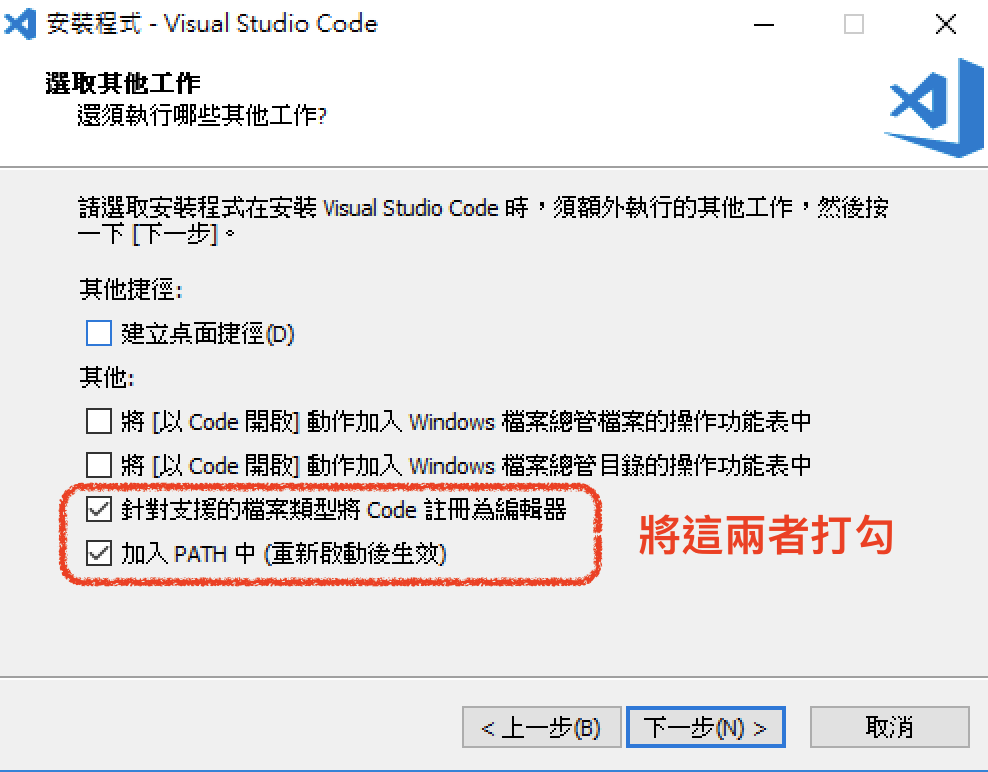 安裝程式 - Visual Studio Code
選取其他工作
還須執行哪些其他工作?
請選取安裝程式在安裝 Visual Studio Code 時，須額外執行的其他工作，然後按
一下 [下一步]。
其他捷徑:
建立桌面捷徑(D)
其他:
將 [以 Code 開啟] 動作加入 Windows 檔案總管檔案的操作功能表中
將 [以 Code 開啟] 動作加入 Windows 檔案總管目錄的操作功能表中
針對支援的檔案類型將 Code 註冊為編輯器
加入 PATH 中 (重新啟動後生效)
將這兩者打勾
< 上一步(B)
下一步(N) >
取消